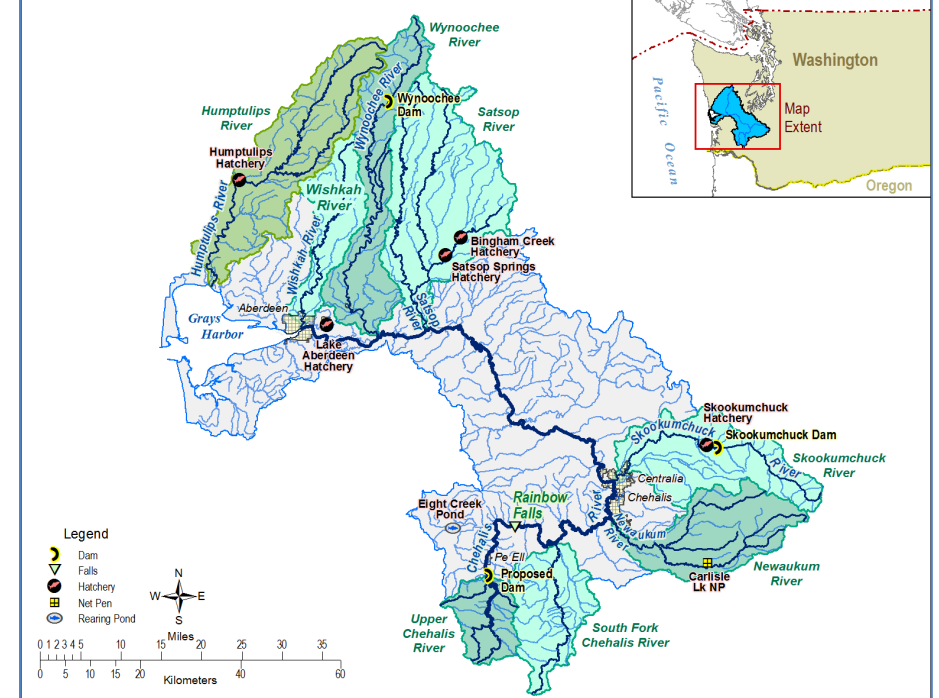 Wynoochee
River
Wynoochee River
Wynoochee
Dam
Humptulips
River
Satsop
River
Humptulips
Hatchery
Wishkah
River
Humptulips River
Wishkah River
Bingham Creek
Hatchery
Satsop Springs
Hatchery
Satsop
River
Aberdeen
Grays
Harbor
Lake
Aberdeen
Hatchery
Washington
Pacific Ocean
Map
Extent
Oregon
Skookumchuck
Hatchery
Skookumchuck Dam
Skookumchuck River
Skookumchuck
River
Centralia
Chehalis
Rainbow
Falls
Eight Creek
Pond
Chehalis River
Newaukum
River
Pe Ell
Proposed
Dam
Carlisle
Lk NP
Newaukum
River
Upper
Chehalis
River
South Fork
Chehalis River
Legend
Dam
Falls
Hatchery
Net Pen
Rearing Pond
N
W E
S
Miles
0 1 2 3 4 5 10 15 20 25 30 35
0 5 10 15 20 40 60
Kilometers